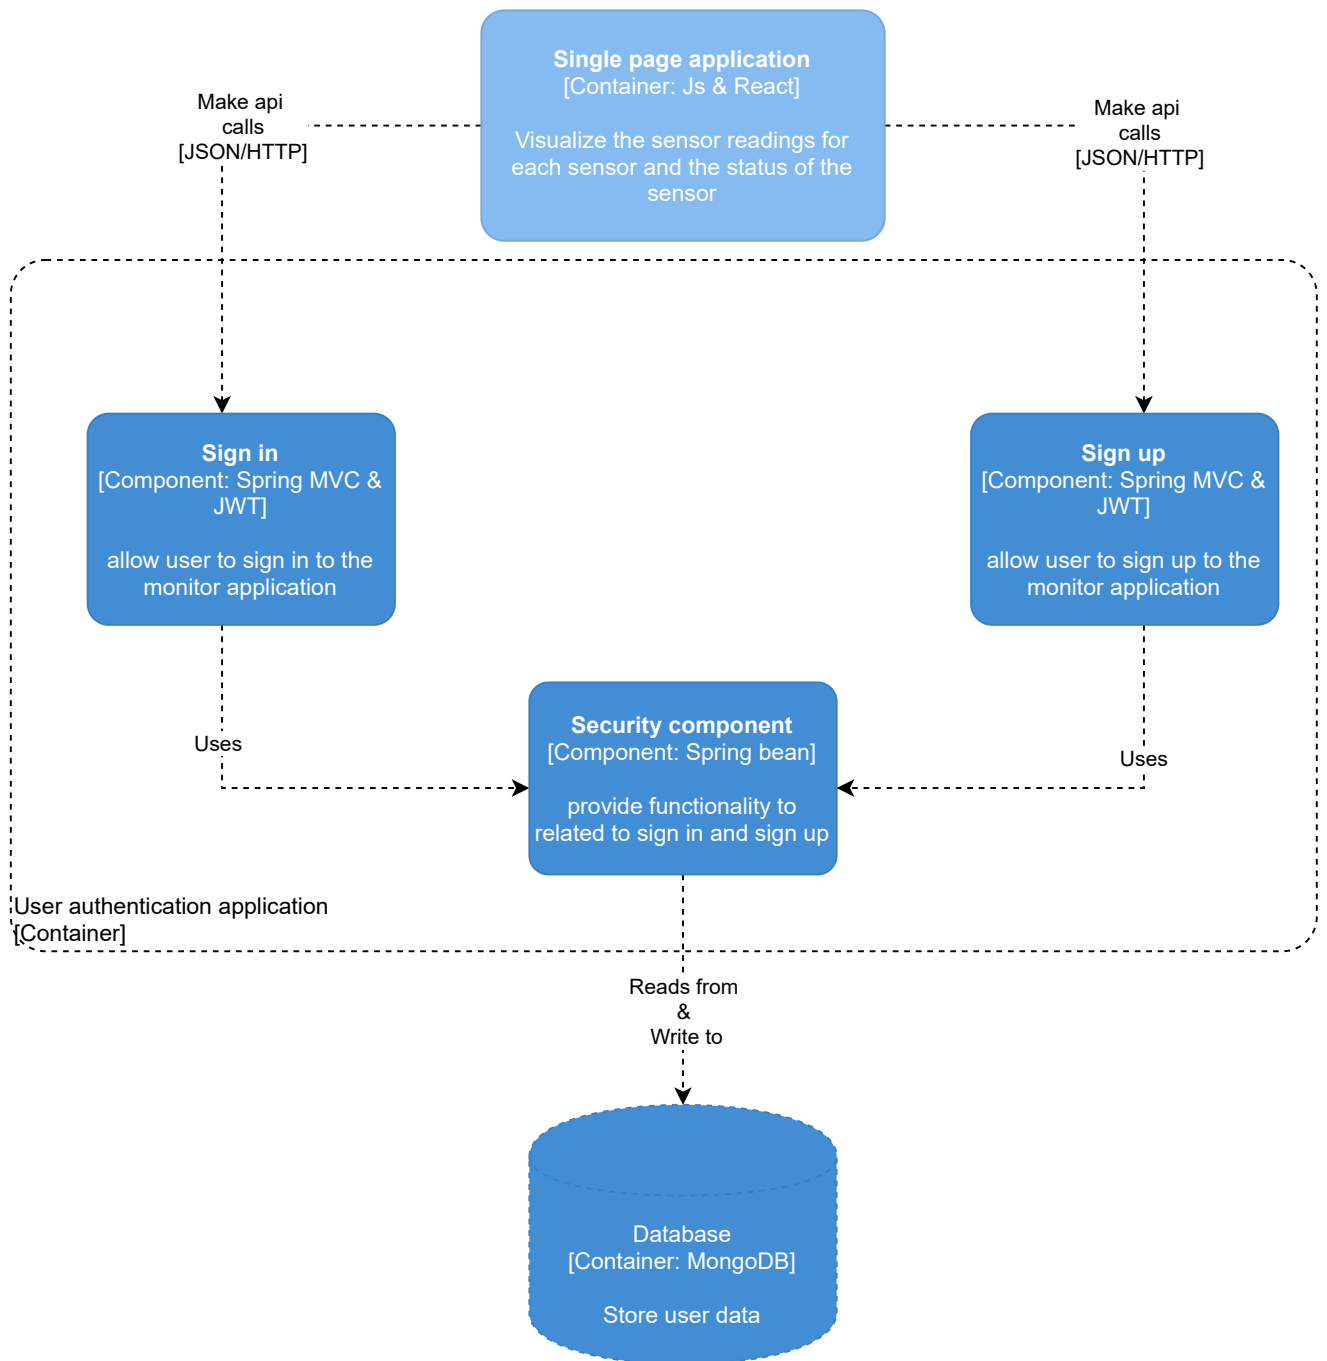 Single page application
[Container: Js & React]
Visualize the sensor readings for
each sensor and the status of the
sensor
Make api
calls
[JSON/HTTP]
Make api
calls
[JSON/HTTP]
Sign in
[Component: Spring MVC &
JWT]
allow user to sign in to the
monitor application
Sign up
[Component: Spring MVC &
JWT]
allow user to sign up to the
monitor application
Uses
Uses
Security component
[Component: Spring bean]
provide functionality to
related to sign in and sign up
User authentication application
[Container]
Reads from
&
Write to
Database
[Container: MongoDB]
Store user data